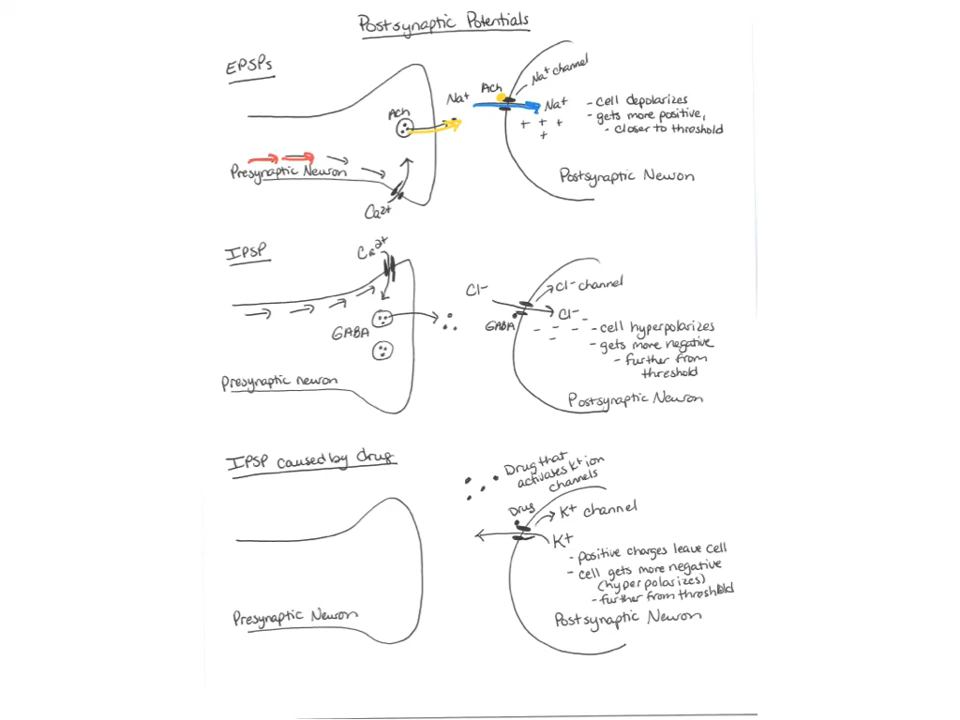 Postsynaptic Potentials
EPSPs
Ach
Na+
Ach
Na+ channel
Na+
+ + +
+
- cell depolarizes
- gets more positive,
- closer to threshold
Presynaptic Neuron
Ca2+
Postsynaptic Neuron
IPSP
Ca2+
GABA
Cl-
Cl- channel
Cl-
GABA
- - - -
-
- cell hyperpolarizes
- gets more negative
- further from
threshold
Presynaptic neuron
Postsynaptic Neuron
IPSP caused by drug
Drug that
activates K+ ion
channels
Drug
K+ channel
K+
- positive charges leave cell
- cell gets more negative
(hyperpolarizes)
- further from threshold
Presynaptic Neuron
Postsynaptic Neuron